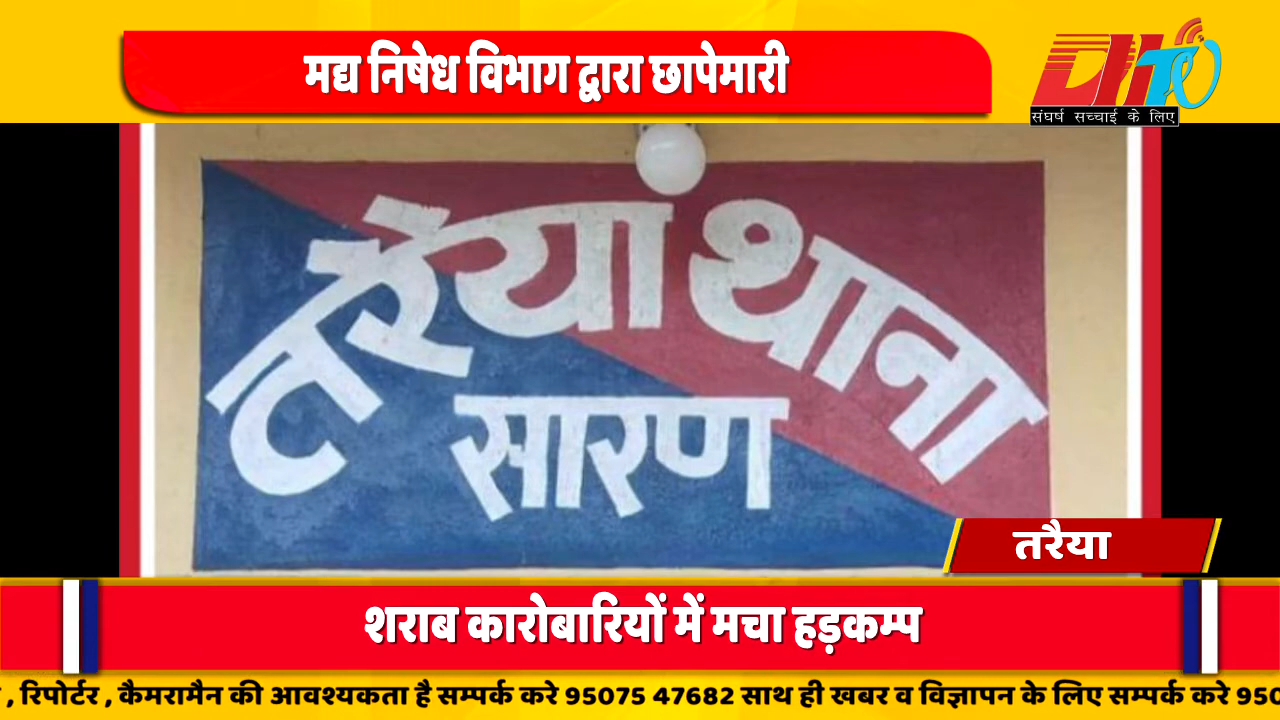 मद्य निषेध विभाग द्वारा छापेमारी
संघर्ष सच्चाई के लिए
तरैया थाना
सारण
तरैया
शराब कारोबारियों में मचा हड़कम्प
, रिपोर्टर , कैमरामैन की आवश्यकता है सम्पर्क करे 95075 47682 साथ ही खबर व विज्ञापन के लिए सम्पर्क करे 950